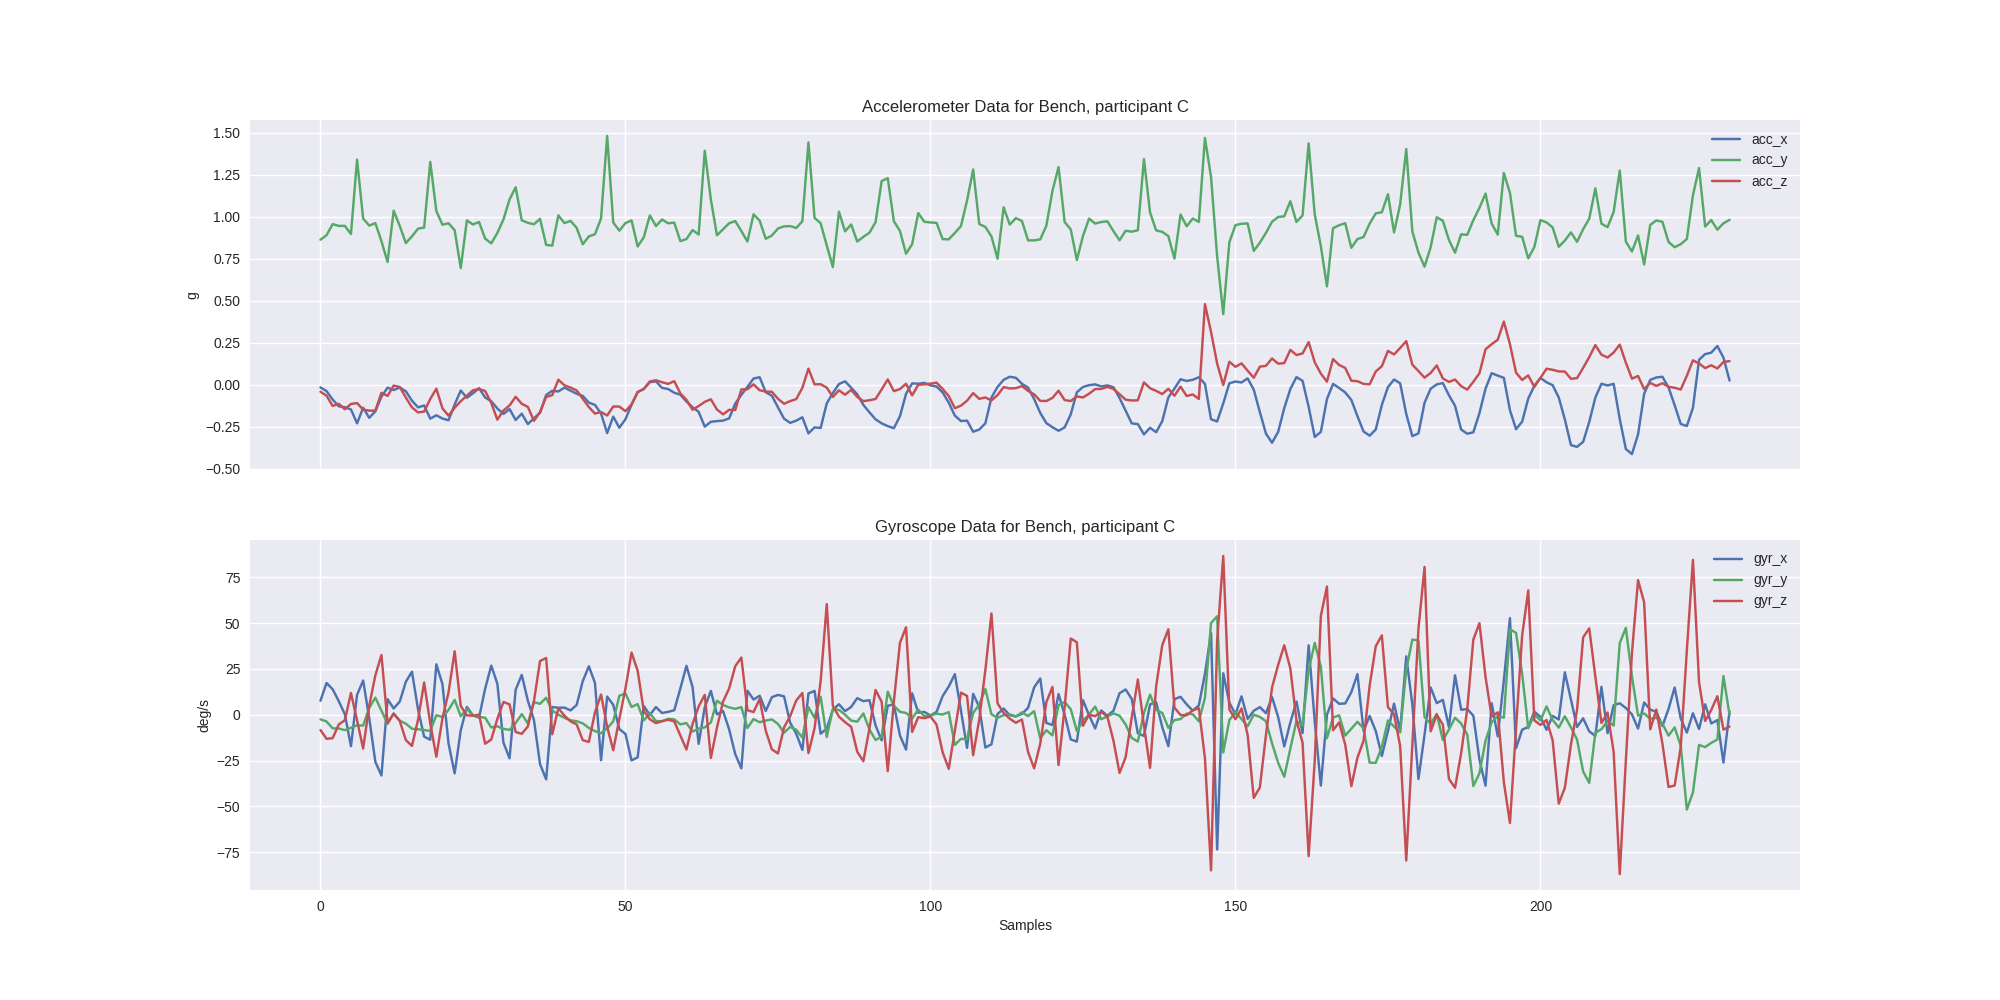 Accelerometer Data for Bench, participant C
1.50
1.25
1.00
0.75
0.50
0.25
0.00
−0.25
−0.50
g
acc_x
acc_y
acc_z
Gyroscope Data for Bench, participant C
75
50
25
0
−25
−50
−75
deg/s
gyr_x
gyr_y
gyr_z
0 50 100 150 200
Samples